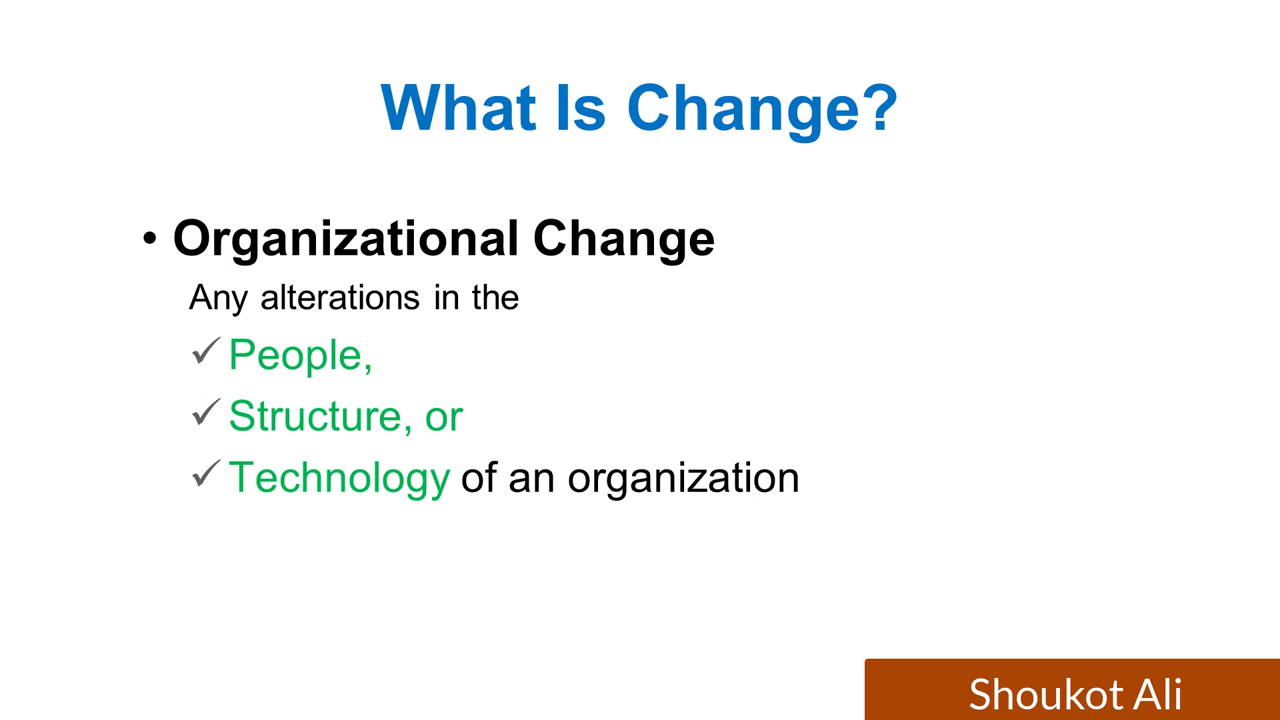 What Is Change?
• Organizational Change
Any alterations in the
✓ People,
✓ Structure, or
✓ Technology of an organization
Shoukot Ali